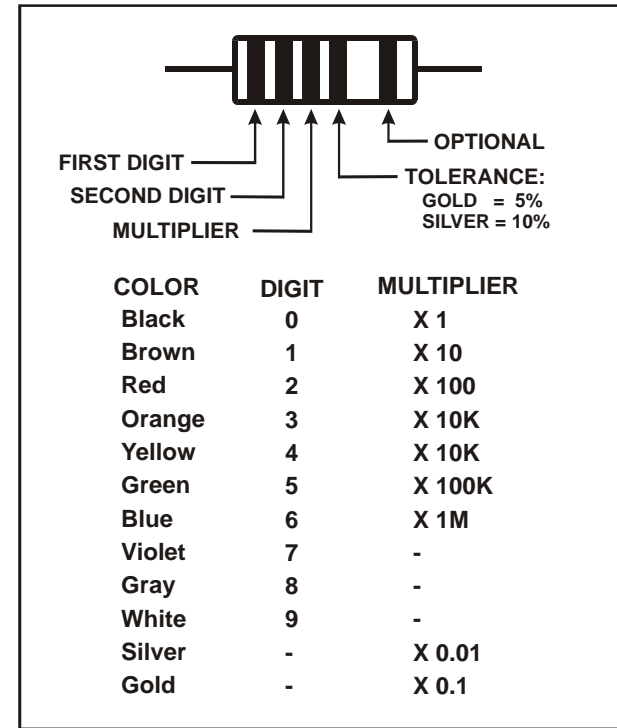 OPTIONAL
FIRST DIGIT
TOLERANCE:
SECOND DIGIT
GOLD = 5%
SILVER = 10%
MULTIPLIER
COLOR DIGIT MULTIPLIER
Black 0 X 1
Brown 1 X 10
Red 2 X 100
Orange 3 X 10K
Yellow 4 X 10K
Green 5 X 100K
Blue 6 X 1M
Violet 7 -
Gray 8 -
White 9 -
Silver - X 0.01
Gold - X 0.1